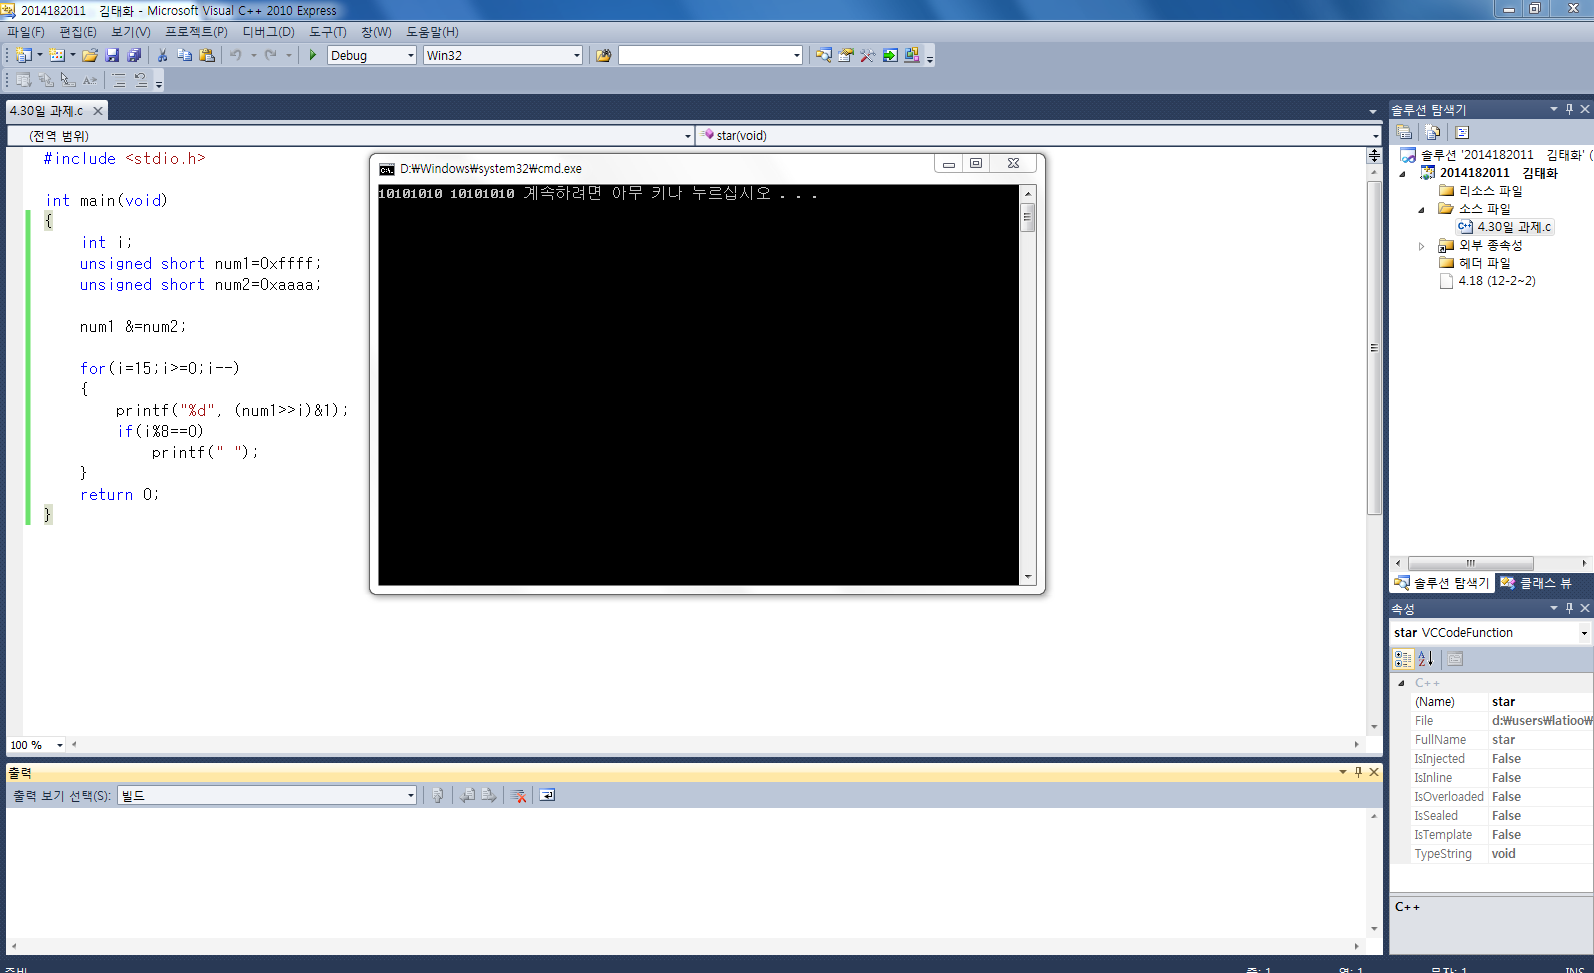 2014182011 김태화 - Microsoft Visual C++ 2010 Express
파일(F) 편집(E) 보기(V) 프로젝트(P) 디버그(D) 도구(T) 창(W) 도움말(H)
Debug Win32
4.30일 과제.c
(전역 범위) star(void)
#include <stdio.h>
int main(void)
{
int i;
unsigned short num1=0xffff;
unsigned short num2=0xaaaa;
num1 &=num2;
for(i=15;i>=0;i--)
{
printf("%d", (num1>>i)&1);
if(i%8==0)
printf(" ");
}
return 0;
}
100 %
D:₩Windows₩system32₩cmd.exe
10101010 10101010 계속하려면 아무 키나 누르십시오 . . .
솔루션 탐색기
솔루션 '2014182011 김태화' (
2014182011 김태화
리소스 파일
소스 파일
4.30일 과제.c
외부 종속성
헤더 파일
4.18 (12-2~2)
솔루션 탐색기 클래스 뷰
속성
star VCCodeFunction
C++
(Name) star
File d:₩users₩latioo₩
FullName star
IsInjected False
IsInline False
IsOverloaded False
IsSealed False
IsTemplate False
TypeString void
C++
출력
출력 보기 선택(S): 빌드
준비 줄: 1 열: 1 문자: 1 INS